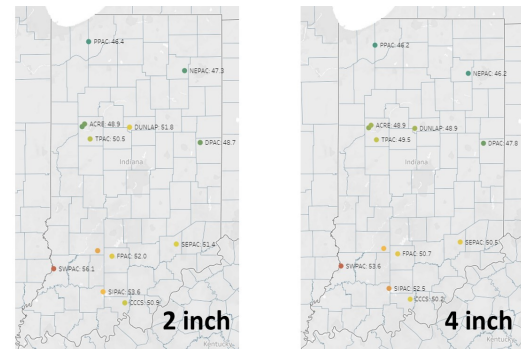 PPAC: 46.4
NEPAC: 47.3
ACRE: 48.9
DUNLAP: 51.8
TPAC: 50.5
DPAC: 48.7
Indiana
SEPAC: 51.4
FPAC: 52.0
SWPAC: 56.1
SIPAC: 53.6
CCCS: 50.9
2 inch
Kentucky
PPAC: 46.2
NEPAC: 46.2
ACRE: 48.9
DUNLAP: 48.9
TPAC: 49.5
DPAC: 47.8
Indiana
SEPAC: 50.5
FPAC: 50.7
SWPAC: 53.6
SIPAC: 52.5
CCCS: 50.2
4 inch
Kentucky